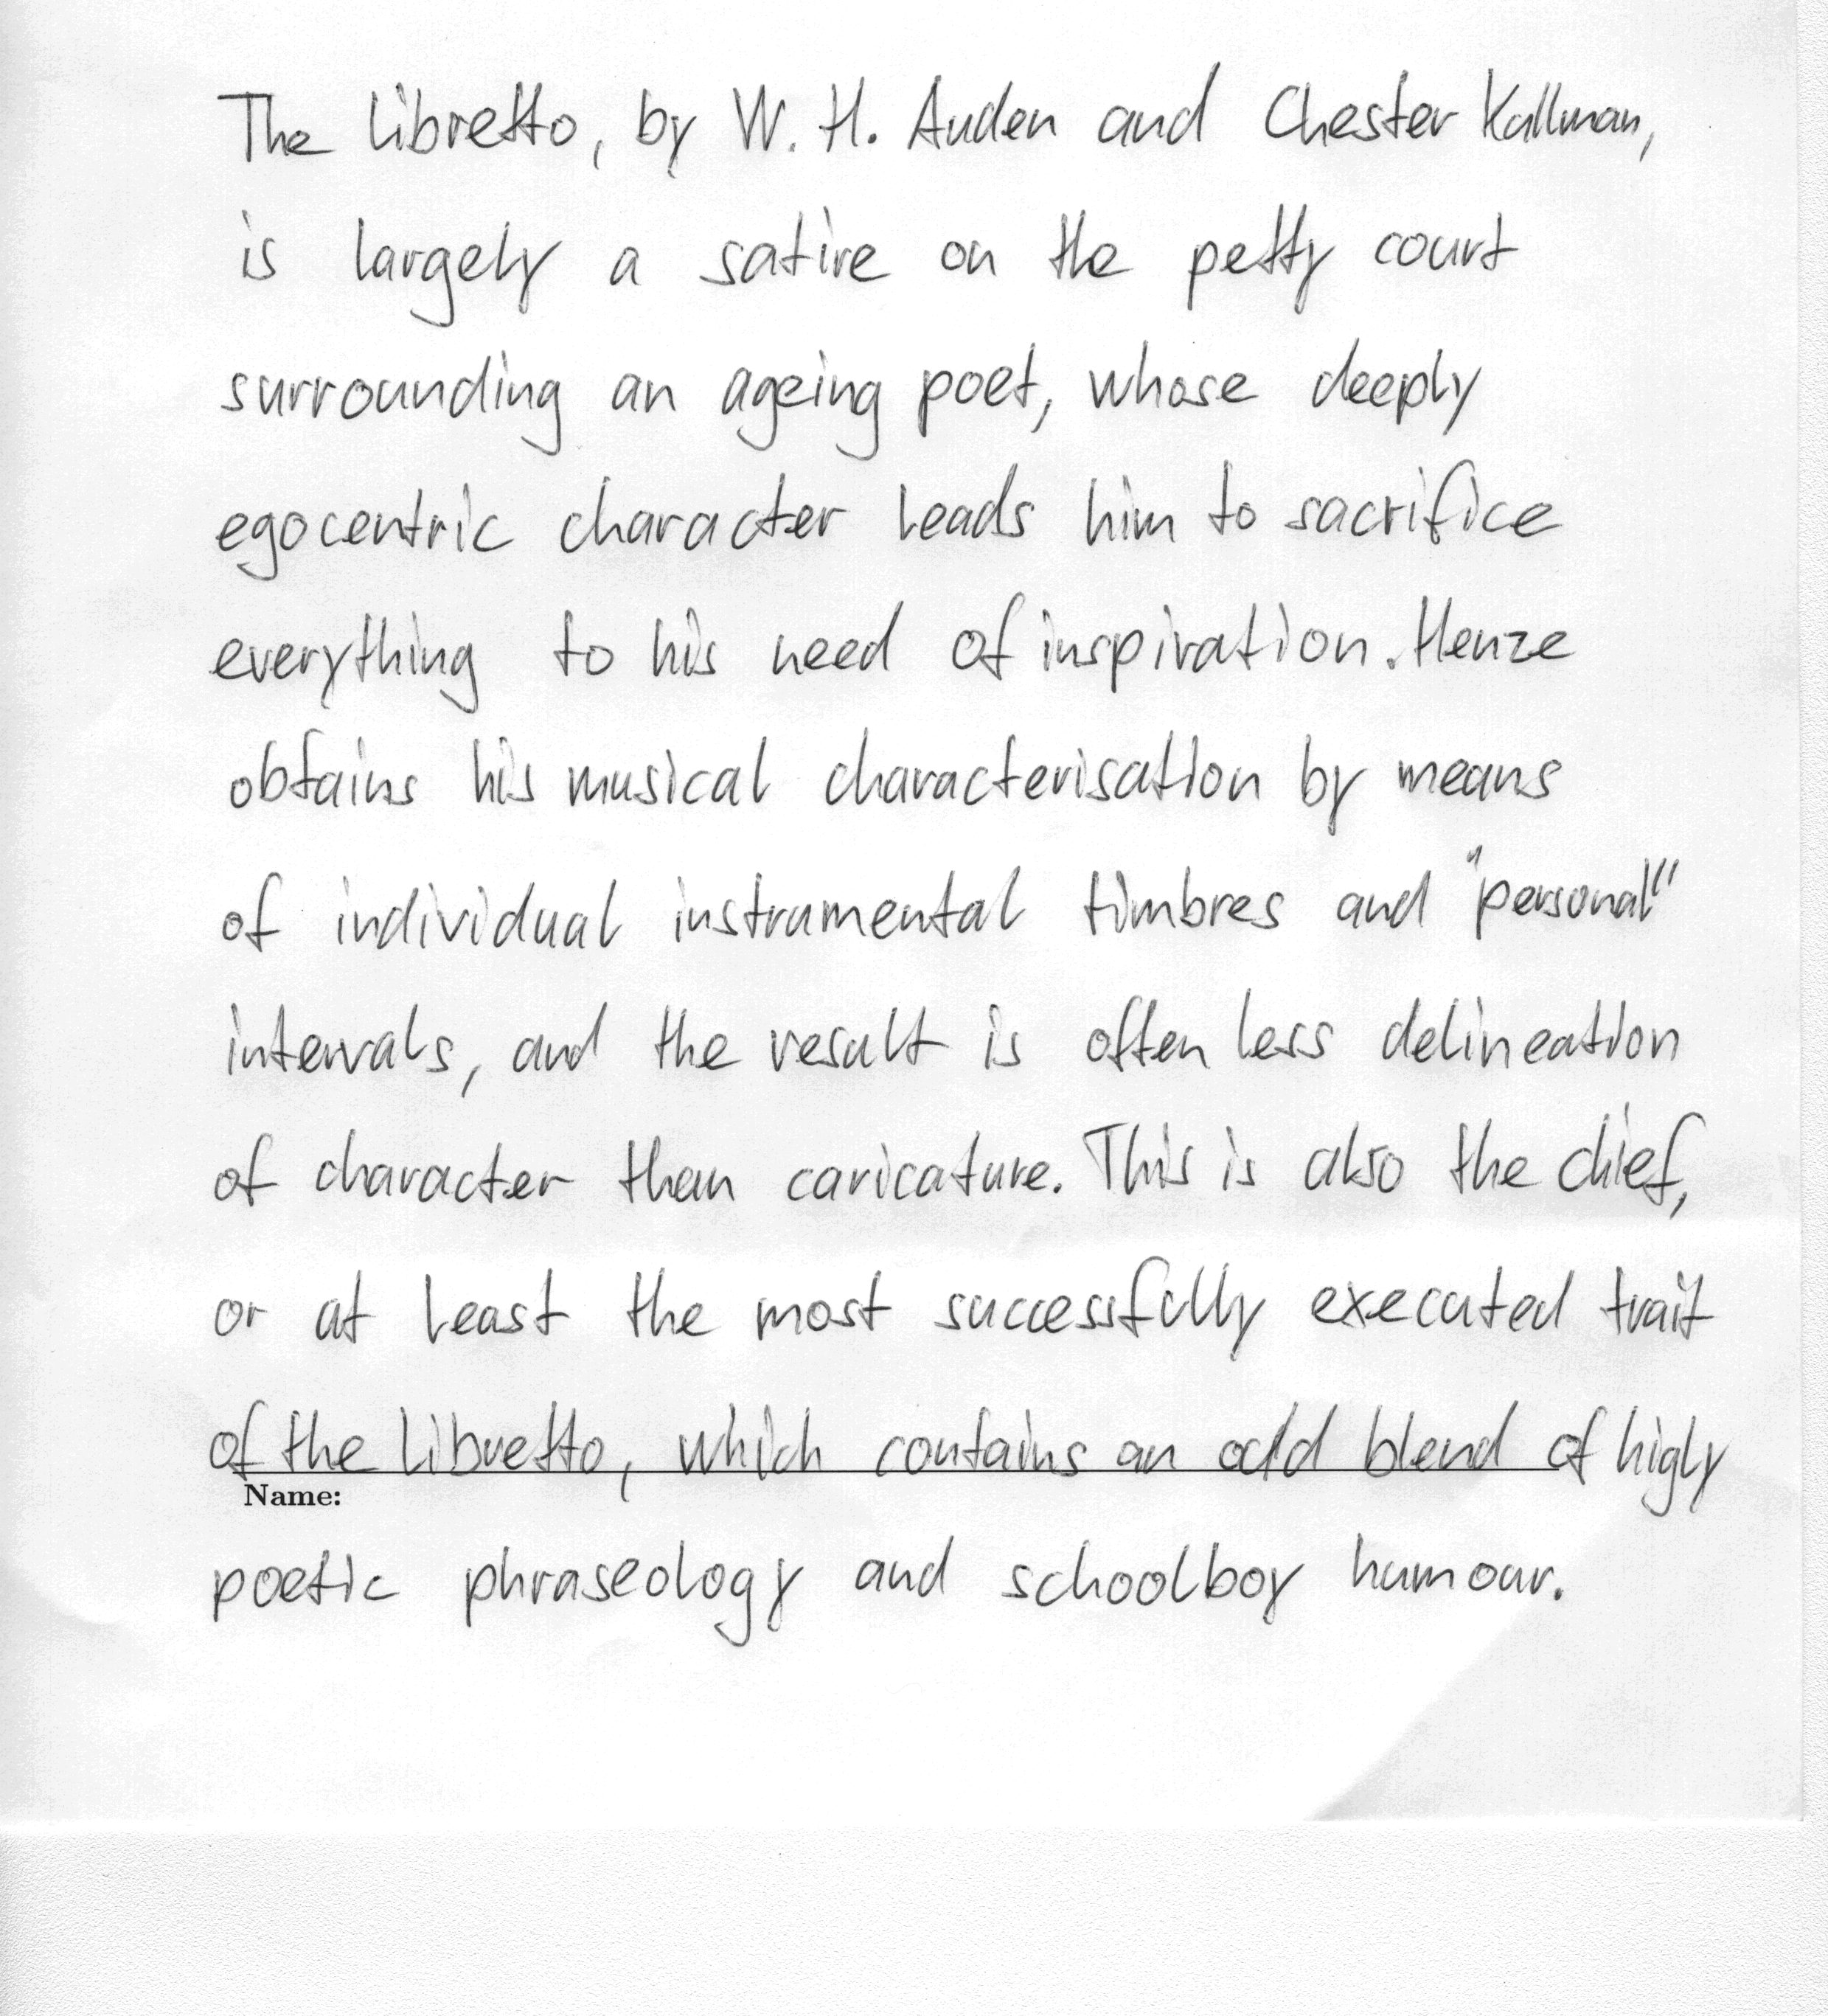 The libretto, by W. H. Auden and Chester Kallman,
is largely a satire on the petty court
surrounding an ageing poet, whose deeply
egocentric character leads him to sacrifice
everything to his need of inspiration. Henze
obtains his musical characterisation by means
of individual instrumental timbres and "personal"
intervals, and the result is often less delineation
of character than caricature. This is also the chief,
or at least the most successfully executed trait
of the libretto, which contains an odd blend of higly
Name:
poetic phraseology and schoolboy humour.